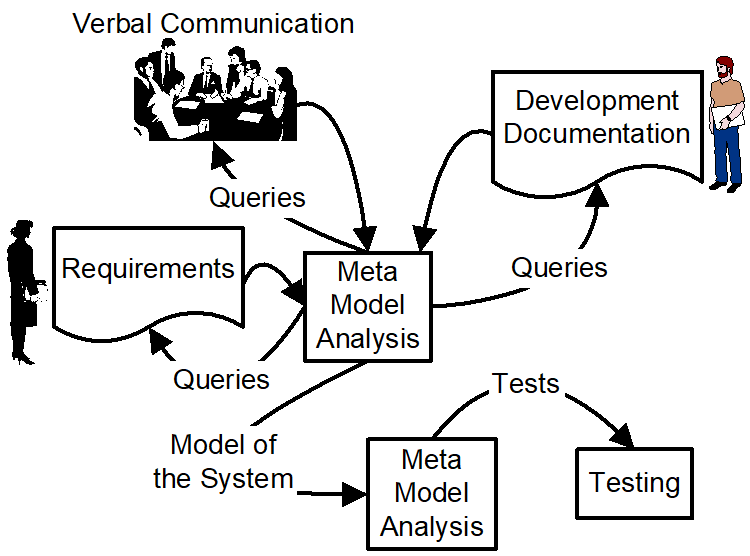 Verbal Communication
Development
Documentation
Queries
Requirements
Meta
Model
Analysis
Queries
Queries
Tests
Model of
the System
Meta
Model
Analysis
Testing